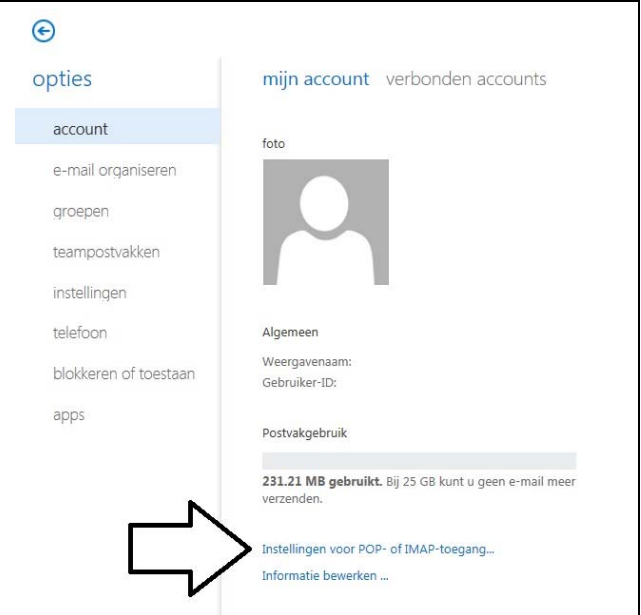 opties
account
e-mail organiseren
groepen
teampostvakken
instellingen
telefoon
blokkeren of toestaan
apps
mijn account verbonden accounts
foto
Algemeen
Weergavenaam:
Gebruiker-ID:
Postvakgebruik
231.21 MB gebruikt. Bij 25 GB kunt u geen e-mail meer
verzenden.
Instellingen voor POP- of IMAP-toegang...
Informatie bewerken ...